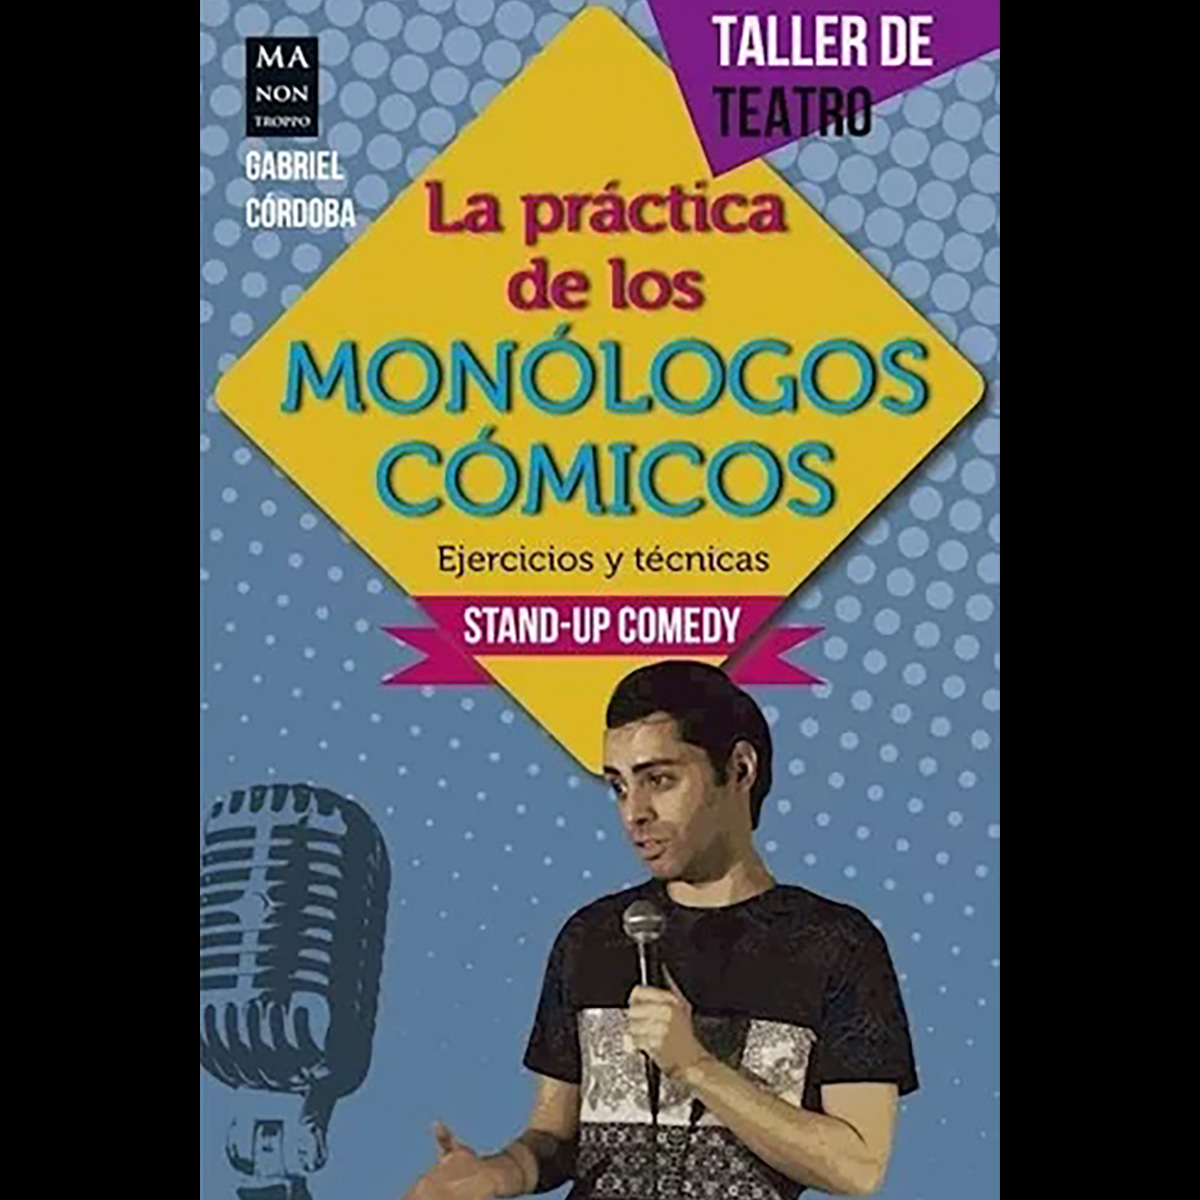 TALLER DE
TEATRO
MA
NON
TROPPO
GABRIEL
CÓRDOBA
La práctica
de los
MONÓLOGOS
CÓMICOS
Ejercicios y técnicas
STAND-UP COMEDY